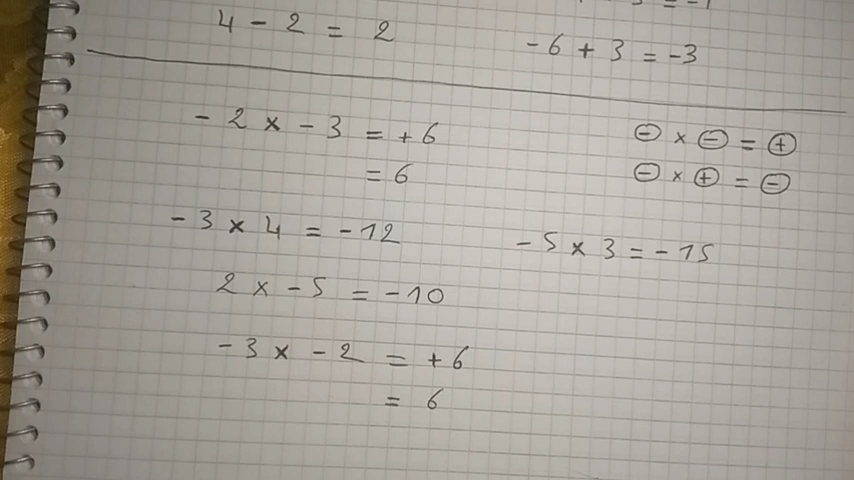 4 - 2 = 2
-6 + 3 = -3
- 2 × - 3 = + 6
= 6
⊖ × ⊖ = ⊕
⊖ × ⊕ = ⊖
- 3 × 4 = - 12
- 5 × 3 = - 15
2 × - 5 = - 10
- 3 × - 2 = + 6
= 6